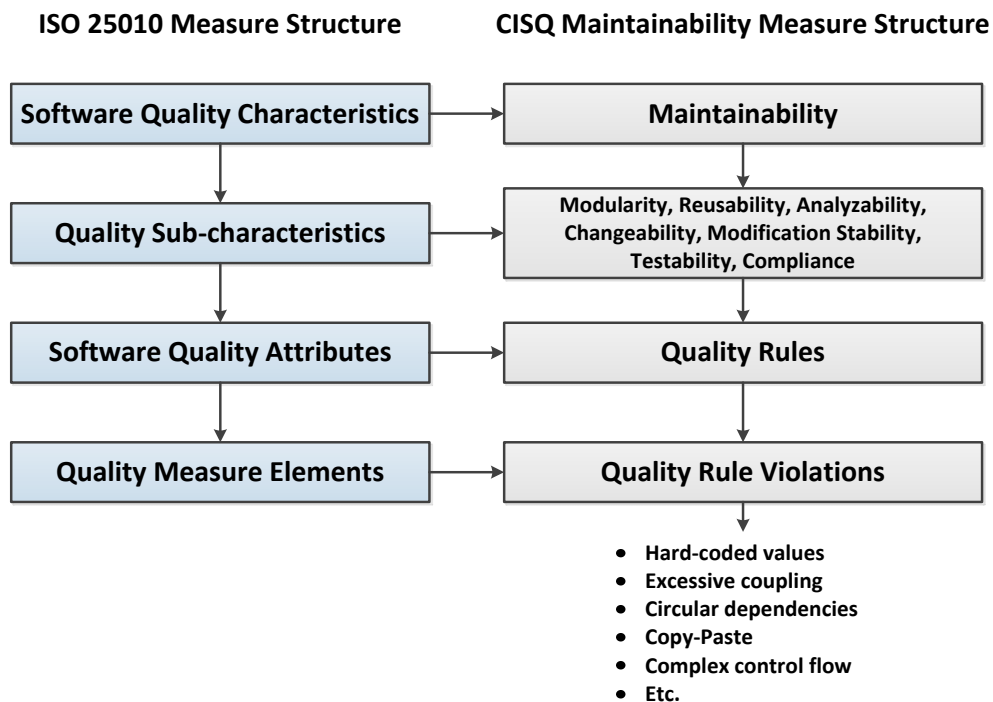 ISO 25010 Measure Structure
CISQ Maintainability Measure Structure
Software Quality Characteristics
Maintainability
Quality Sub-characteristics
Modularity, Reusability, Analyzability,
Changeability, Modification Stability,
Testability, Compliance
Software Quality Attributes
Quality Rules
Quality Measure Elements
Quality Rule Violations
• Hard-coded values
• Excessive coupling
• Circular dependencies
• Copy-Paste
• Complex control flow
• Etc.